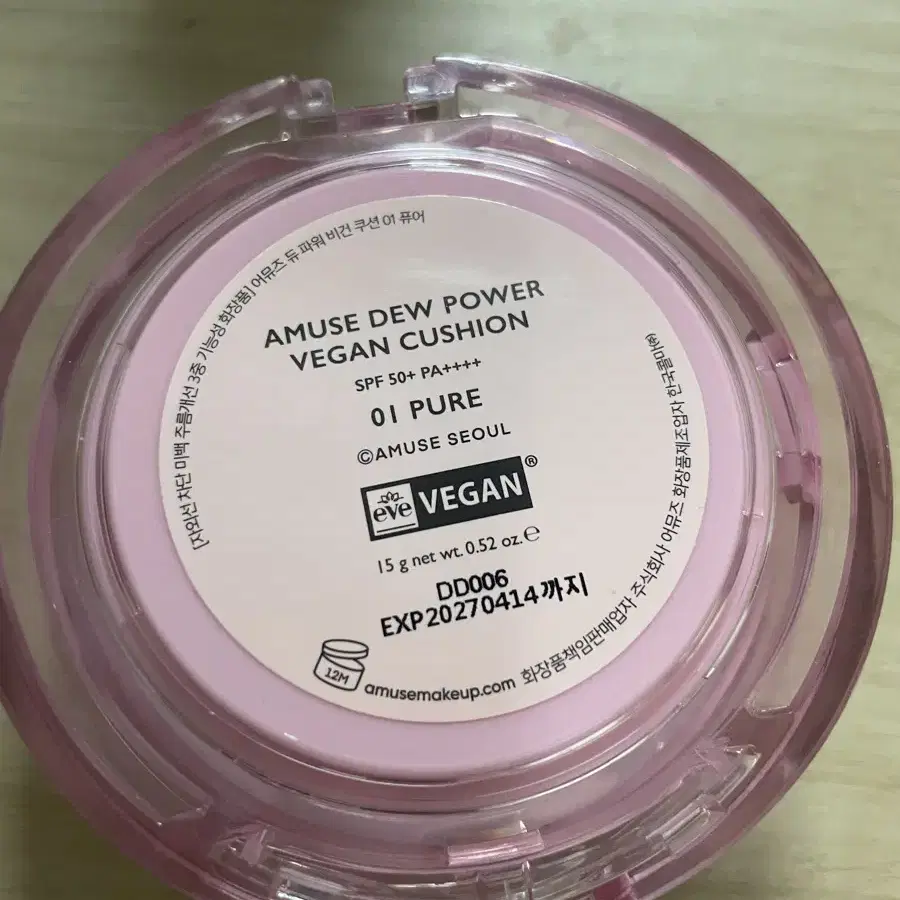 [자외선 차단 미백 주름개선 3중 기능성 화장품] 어뮤즈 듀 파워 비건 쿠션 01 퓨어
AMUSE DEW POWER
VEGAN CUSHION
SPF 50+ PA++++
01 PURE
©AMUSE SEOUL
eve VEGAN®
15 g net wt. 0.52 oz.℮
DD006
EXP20270414까지
12M
amusemakeup.com 화장품책임판매업자 주식회사 어뮤즈 화장품제조업자 한국콜마㈜